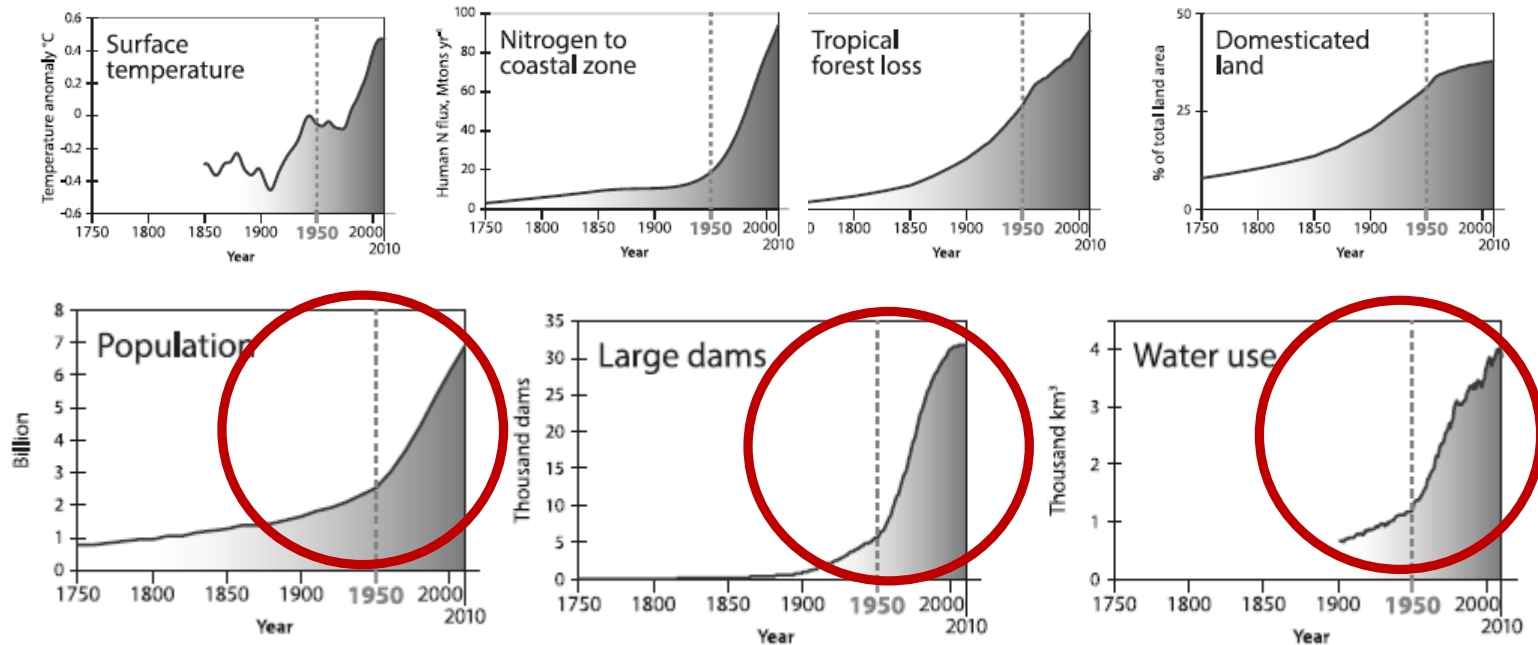 Surface
temperature
Temperature anomaly °C
0.6
0.4
0.2
0
-0.2
-0.4
-0.6
1750 1800 1850 1900 1950 2000
2010
Year
Nitrogen to
coastal zone
Human N flux, Mtons yr⁻¹
100
80
60
40
20
0
1750 1800 1850 1900 1950 2000
2010
Year
Tropical
forest loss
1800 1850 1900 1950 2000
2010
Year
Domesticated
land
% of total land area
50
25
0
1750 1800 1850 1900 1950 2000
2010
Year
Population
Billion
8
7
6
5
4
3
2
1
0
1750 1800 1850 1900 1950 2000
2010
Year
Large dams
Thousand dams
35
30
25
20
15
10
5
0
1750 1800 1900 1950 2000
2010
Year
Water use
Thousand km³
4
3
2
1
0
1750 1800 1850 1900 1950 2000
2010
Year